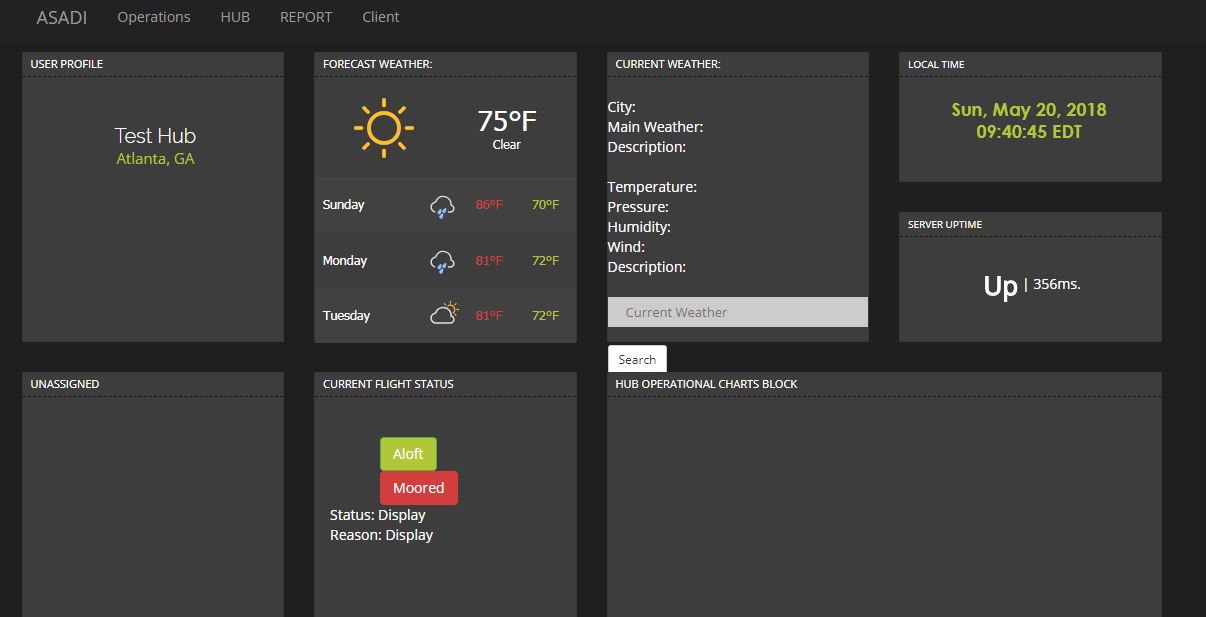 ASADI Operations HUB REPORT Client
USER PROFILE
Test Hub
Atlanta, GA
FORECAST WEATHER:
75°F
Clear
Sunday 86°F 70°F
Monday 81°F 72°F
Tuesday 81°F 72°F
CURRENT WEATHER:
City:
Main Weather:
Description:
Temperature:
Pressure:
Humidity:
Wind:
Description:
Current Weather
Search
LOCAL TIME
Sun, May 20, 2018
09:40:45 EDT
SERVER UPTIME
Up | 356ms.
UNASSIGNED
CURRENT FLIGHT STATUS
Aloft
Moored
Status: Display
Reason: Display
HUB OPERATIONAL CHARTS BLOCK